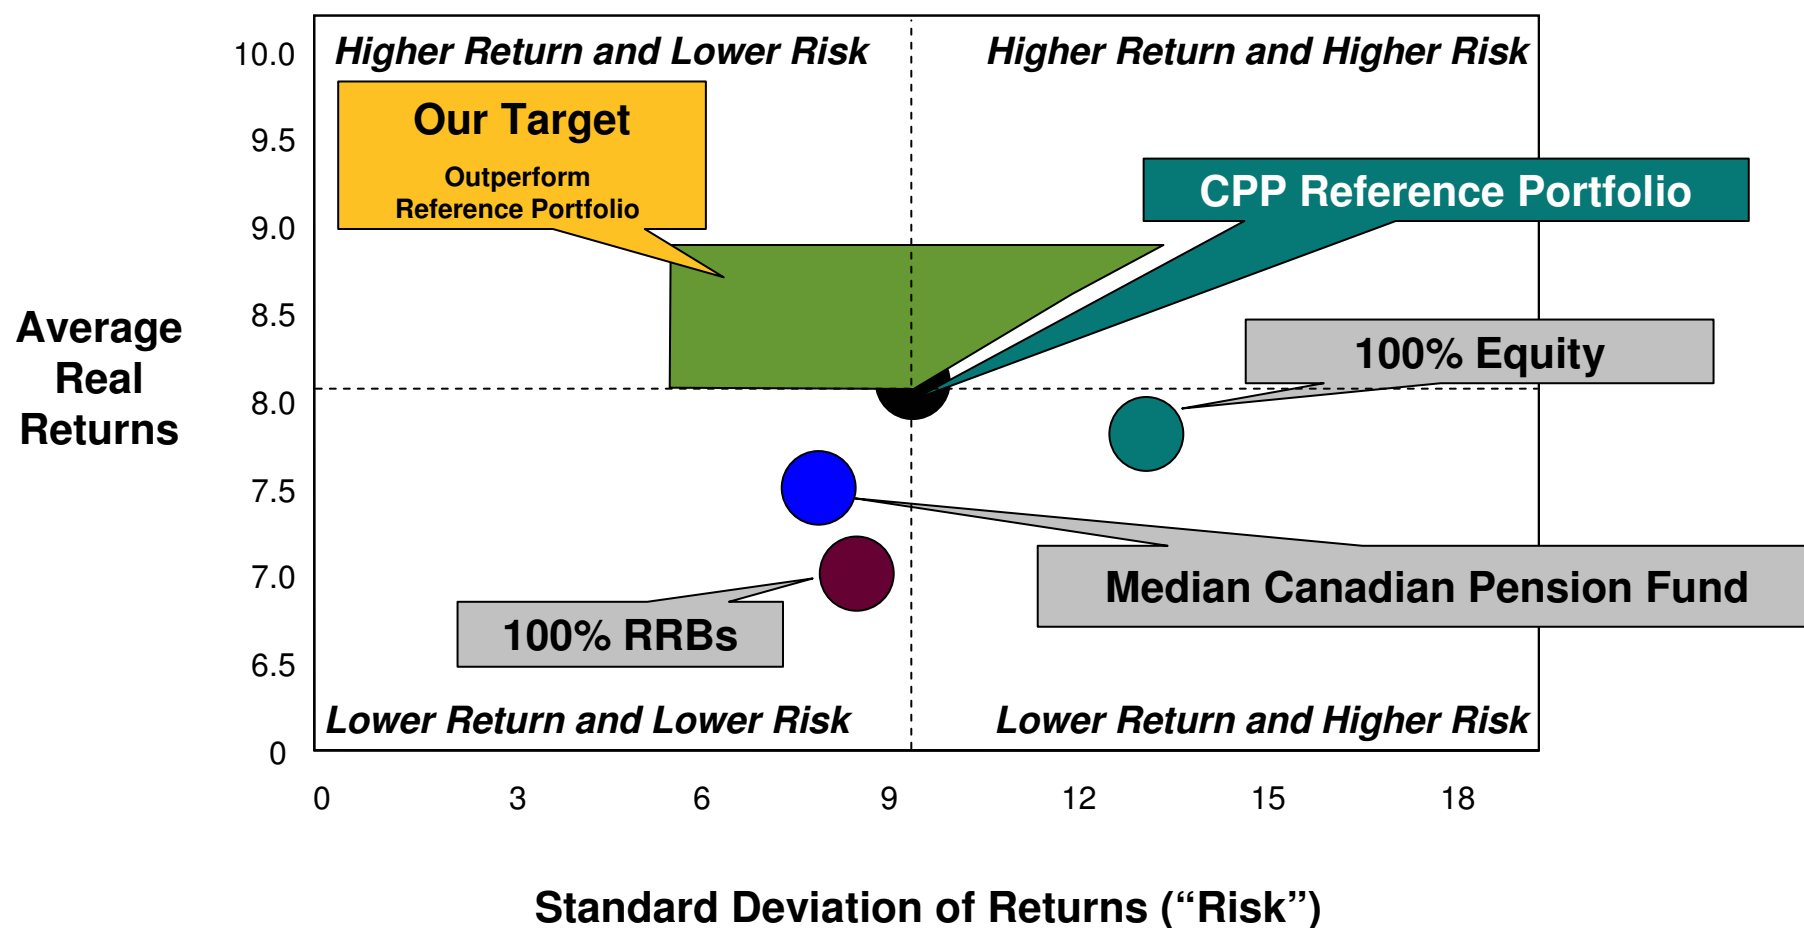 10.0
Higher Return and Lower Risk
Higher Return and Higher Risk
Our Target
Outperform
Reference Portfolio
9.5
CPP Reference Portfolio
9.0
8.5
Average
Real
Returns
100% Equity
8.0
7.5
7.0
Median Canadian Pension Fund
100% RRBs
6.5
Lower Return and Lower Risk
Lower Return and Higher Risk
0
0 3 6 9 12 15 18
Standard Deviation of Returns (“Risk”)